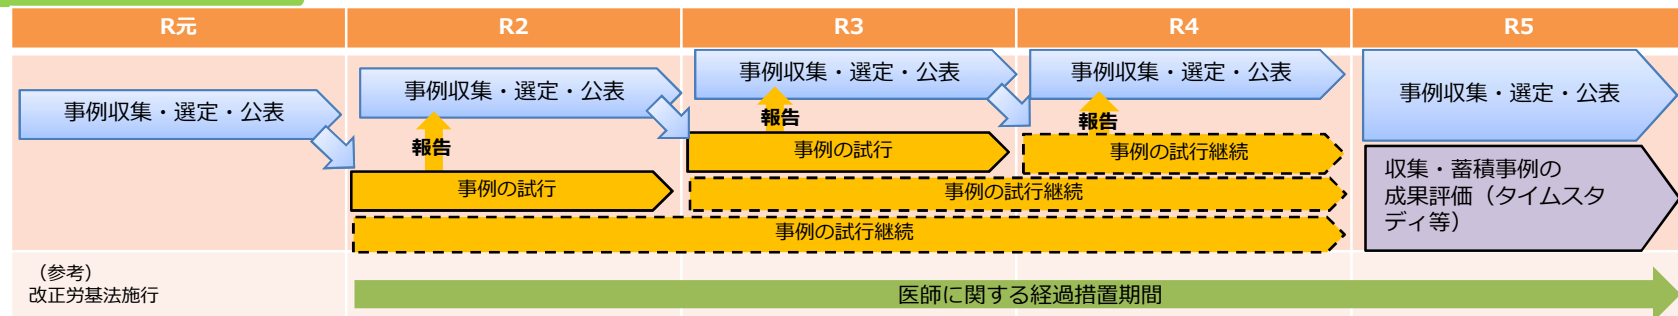 R元
R2
R3
R4
R5
事例収集・選定・公表
事例収集・選定・公表
事例収集・選定・公表
事例収集・選定・公表
事例収集・選定・公表
報告
報告
報告
事例の試行
事例の試行
事例の試行継続
事例の試行継続
事例の試行継続
収集・蓄積事例の
成果評価（タイムスタ
ディ等）
（参考）
改正労基法施行
医師に関する経過措置期間